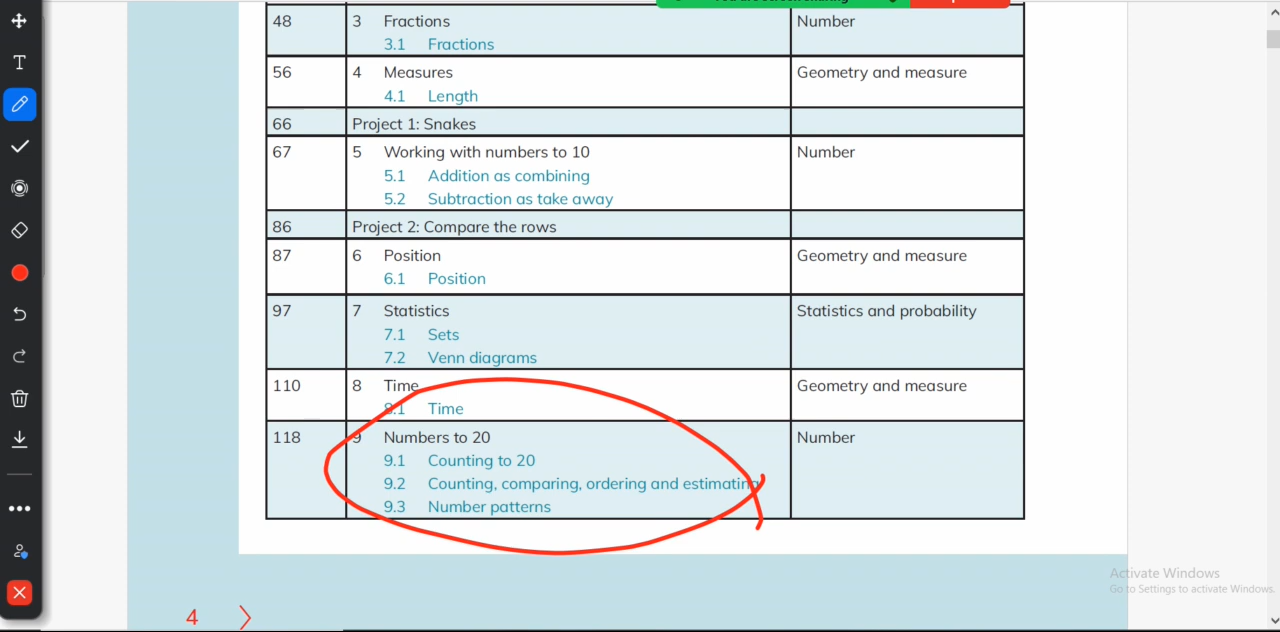 48 3 Fractions Number
3.1 Fractions
56 4 Measures Geometry and measure
4.1 Length
66 Project 1: Snakes
67 5 Working with numbers to 10 Number
5.1 Addition as combining
5.2 Subtraction as take away
86 Project 2: Compare the rows
87 6 Position Geometry and measure
6.1 Position
97 7 Statistics Statistics and probability
7.1 Sets
7.2 Venn diagrams
110 8 Time Geometry and measure
8.1 Time
118 9 Numbers to 20 Number
9.1 Counting to 20
9.2 Counting, comparing, ordering and estimating
9.3 Number patterns
Activate Windows
Go to Settings to activate Windows.
4